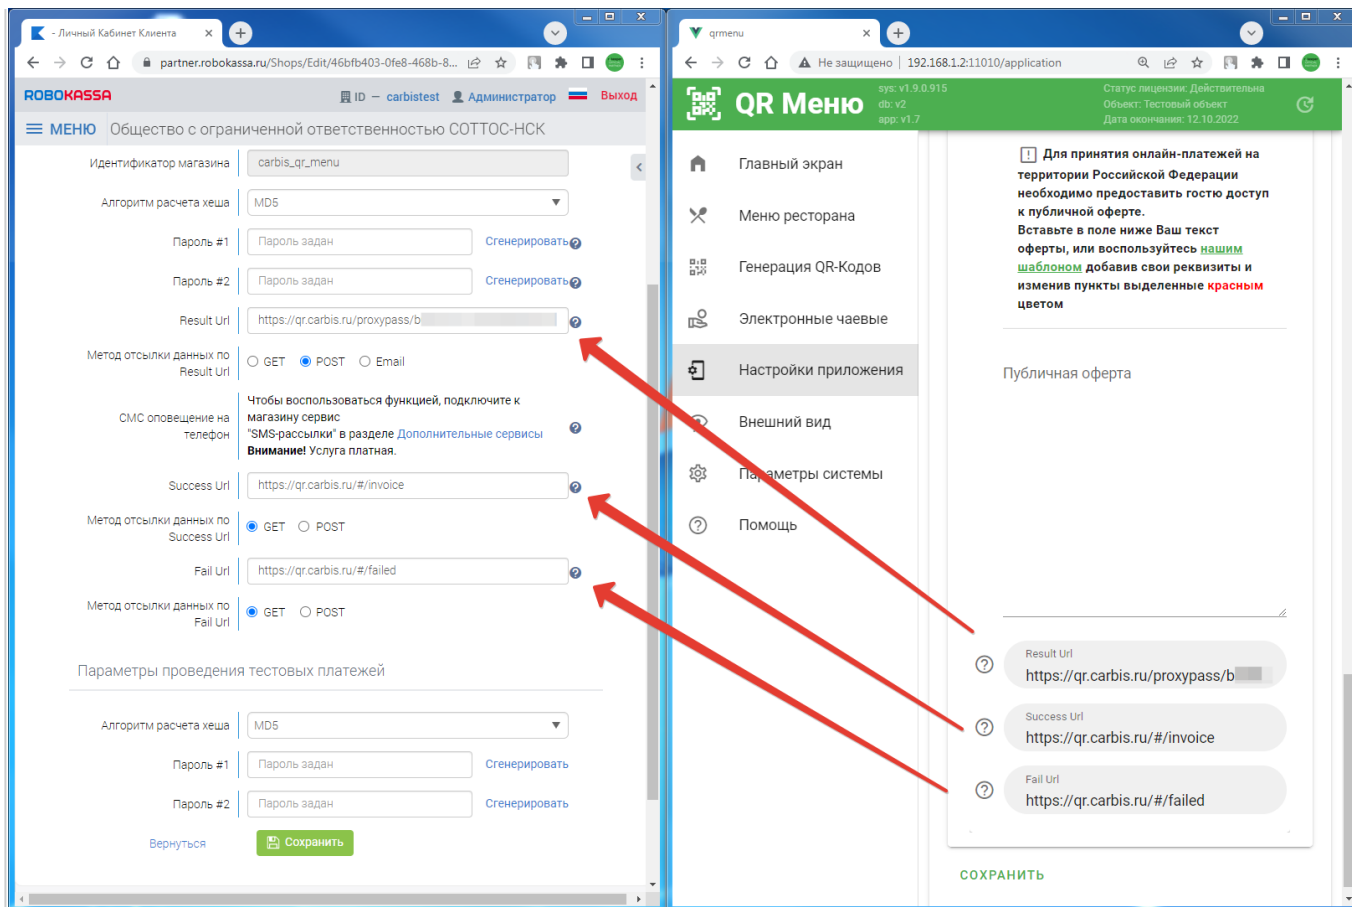 - Личный Кабинет Клиента
partner.robokassa.ru/Shops/Edit/46bfb403-0fe8-468b-8...
ROBOKASSA
ID — carbistest
Администратор
Выход
МЕНЮ
Общество с ограниченной ответственностью СОТТОС-НСК
Идентификатор магазина
carbis_qr_menu
Алгоритм расчета хеша
MD5
Пароль #1
Пароль задан
Сгенерировать
Пароль #2
Пароль задан
Сгенерировать
Result Url
https://qr.carbis.ru/proxypass/b
Метод отсылки данных по
Result Url
GET
POST
Email
СМС оповещение на
телефон
Чтобы воспользоваться функцией, подключите к
магазину сервис
"SMS-рассылки" в разделе Дополнительные сервисы
Внимание! Услуга платная.
Success Url
https://qr.carbis.ru/#/invoice
Метод отсылки данных по
Success Url
GET
POST
Fail Url
https://qr.carbis.ru/#/failed
Метод отсылки данных по
Fail Url
GET
POST
Параметры проведения тестовых платежей
Алгоритм расчета хеша
MD5
Пароль #1
Пароль задан
Сгенерировать
Пароль #2
Пароль задан
Сгенерировать
Вернуться
Сохранить
qrmenu
Не защищено
192.168.1.2:11010/application
QR Меню
sys: v1.9.0.915
db: v2
app: v1.7
Статус лицензии: Действительна
Объект: Тестовый объект
Дата окончания: 12.10.2022
Главный экран
Меню ресторана
Генерация QR-Кодов
Электронные чаевые
Настройки приложения
Внешний вид
Параметры системы
Помощь
Для принятия онлайн-платежей на
территории Российской Федерации
необходимо предоставить гостю доступ
к публичной оферте.
Вставьте в поле ниже Ваш текст
оферты, или воспользуйтесь нашим
шаблоном добавив свои реквизиты и
изменив пункты выделенные красным
цветом
Публичная оферта
Result Url
https://qr.carbis.ru/proxypass/b
Success Url
https://qr.carbis.ru/#/invoice
Fail Url
https://qr.carbis.ru/#/failed
СОХРАНИТЬ